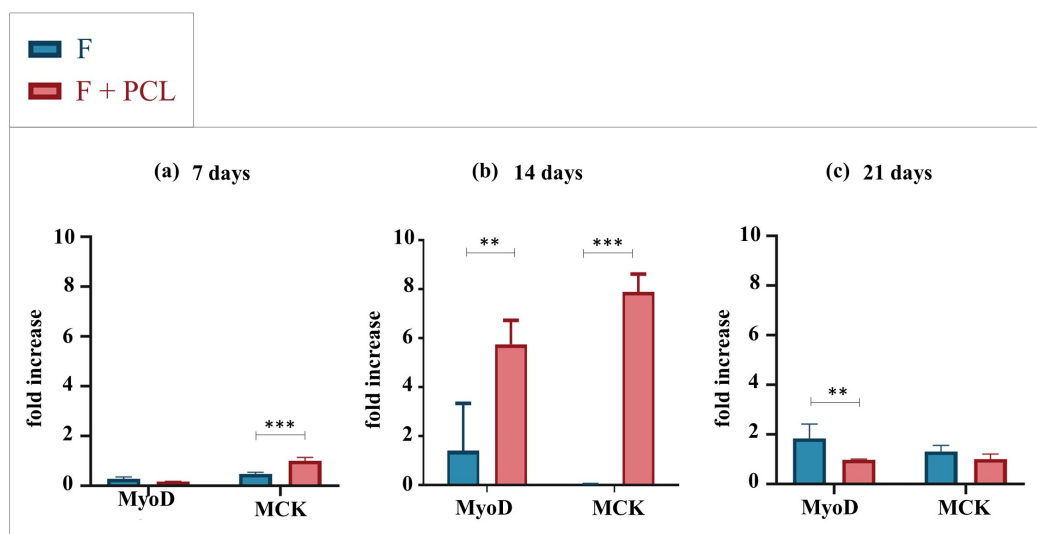 F
F + PCL
(a) 7 days
(b) 14 days
(c) 21 days
fold increase
10
8
6
4
2
0
***
MyoD
MCK
fold increase
10
8
6
4
2
0
**
***
MyoD
MCK
fold increase
10
8
6
4
2
0
**
MyoD
MCK